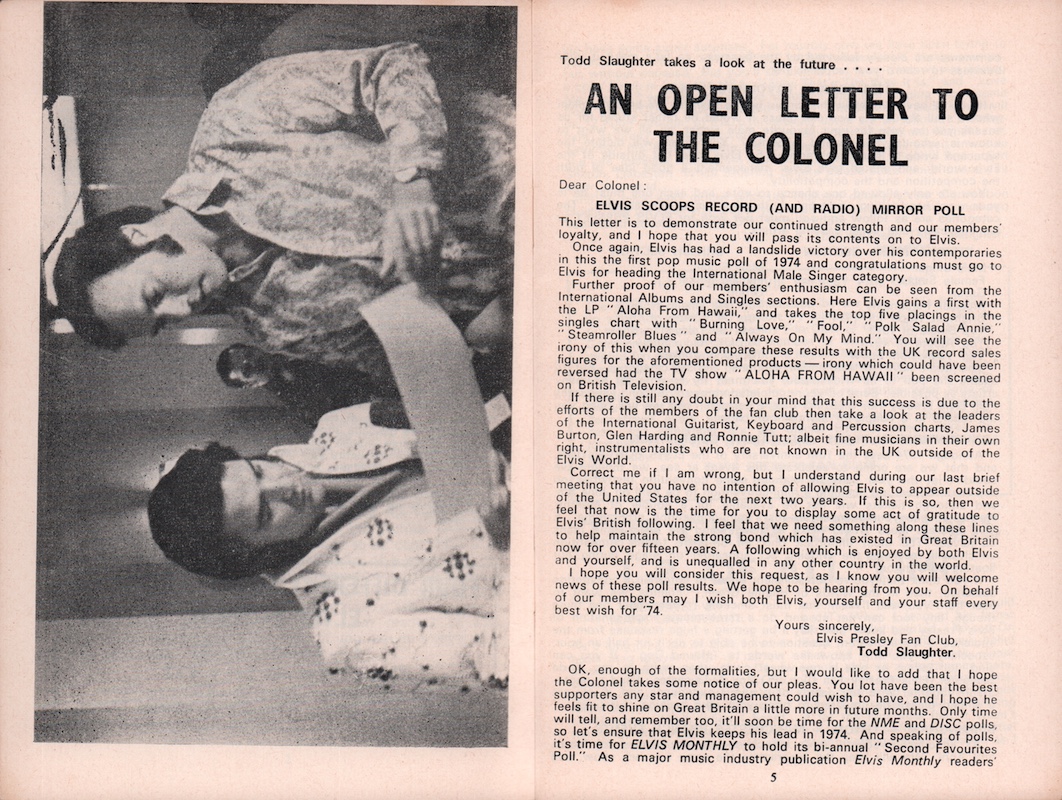 Todd Slaughter takes a look at the future . . . .
AN OPEN LETTER TO
THE COLONEL
Dear Colonel :
ELVIS SCOOPS RECORD (AND RADIO) MIRROR POLL
This letter is to demonstrate our continued strength and our members'
loyalty, and I hope that you will pass its contents on to Elvis.
Once again, Elvis has had a landslide victory over his contemporaries
in this the first pop music poll of 1974 and congratulations must go to
Elvis for heading the International Male Singer category.
Further proof of our members' enthusiasm can be seen from the
International Albums and Singles sections. Here Elvis gains a first with
the LP "Aloha From Hawaii," and takes the top five placings in the
singles chart with "Burning Love," "Fool," "Polk Salad Annie,"
"Steamroller Blues" and "Always On My Mind." You will see the
irony of this when you compare these results with the UK record sales
figures for the aforementioned products — irony which could have been
reversed had the TV show "ALOHA FROM HAWAII" been screened
on British Television.
If there is still any doubt in your mind that this success is due to the
efforts of the members of the fan club then take a look at the leaders
of the International Guitarist, Keyboard and Percussion charts, James
Burton, Glen Harding and Ronnie Tutt; albeit fine musicians in their own
right, instrumentalists who are not known in the UK outside of the
Elvis World.
Correct me if I am wrong, but I understand during our last brief
meeting that you have no intention of allowing Elvis to appear outside
of the United States for the next two years. If this is so, then we
feel that now is the time for you to display some act of gratitude to
Elvis' British following. I feel that we need something along these lines
to help maintain the strong bond which has existed in Great Britain
now for over fifteen years. A following which is enjoyed by both Elvis
and yourself, and is unequalled in any other country in the world.
I hope you will consider this request, as I know you will welcome
news of these poll results. We hope to be hearing from you. On behalf
of our members may I wish both Elvis, yourself and your staff every
best wish for '74.
Yours sincerely,
Elvis Presley Fan Club,
Todd Slaughter.
OK, enough of the formalities, but I would like to add that I hope
the Colonel takes some notice of our pleas. You lot have been the best
supporters any star and management could wish to have, and I hope he
feels fit to shine on Great Britain a little more in future months. Only time
will tell, and remember too, it'll soon be time for the NME and DISC polls,
so let's ensure that Elvis keeps his lead in 1974. And speaking of polls,
it's time for ELVIS MONTHLY to hold its bi-annual "Second Favourites
Poll." As a major music industry publication Elvis Monthly readers'
5